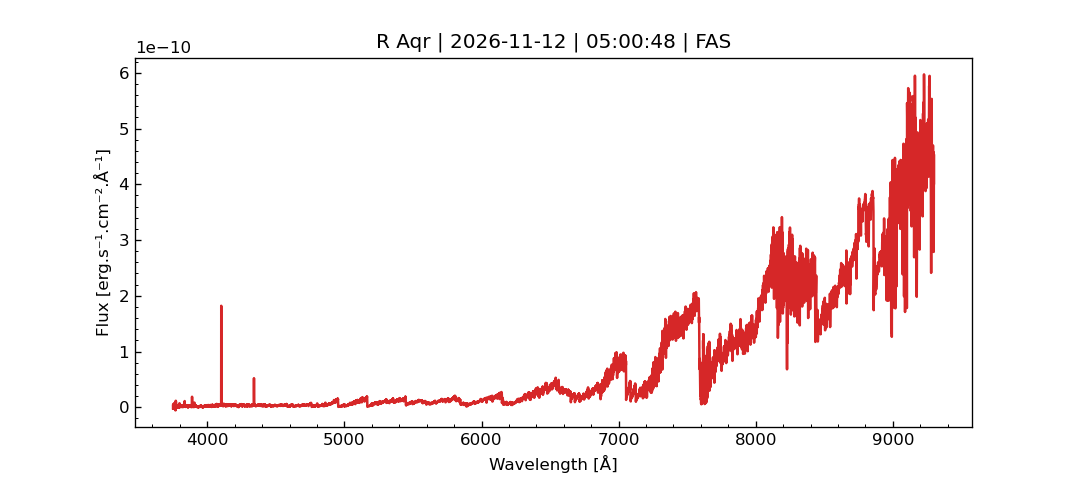 R Aqr | 2026-11-12 | 05:00:48 | FAS
1e−10
6
5
4
3
2
1
0
Flux [erg.s⁻¹.cm⁻².Å⁻¹]
4000 5000 6000 7000 8000 9000
Wavelength [Å]